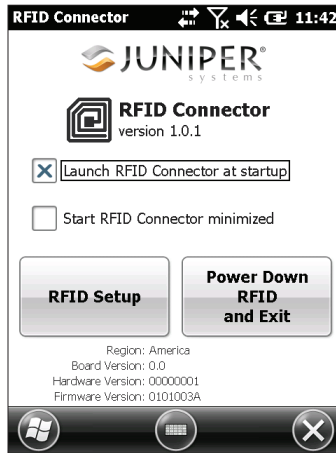 RFID Connector 11:42
JUNIPER®
systems
RFID Connector
version 1.0.1
Launch RFID Connector at startup
Start RFID Connector minimized
RFID Setup
Power Down
RFID
and Exit
Region: America
Board Version: 0.0
Hardware Version: 00000001
Firmware Version: 0101003A